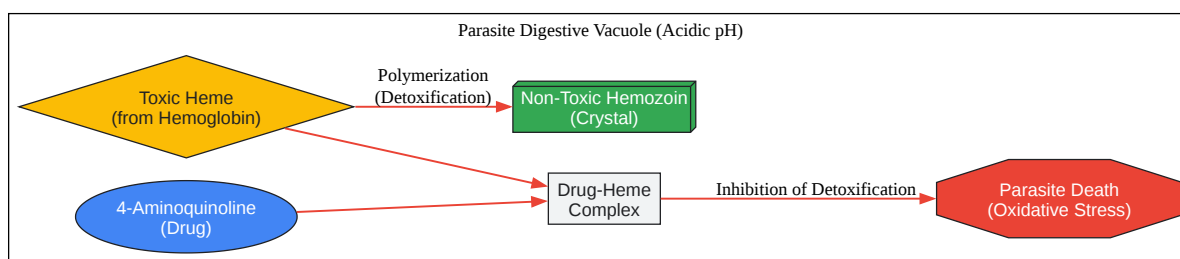 Parasite Digestive Vacuole (Acidic pH)
Toxic Heme
(from Hemoglobin)
Polymerization
(Detoxification)
Non-Toxic Hemozoin
(Crystal)
4-Aminoquinoline
(Drug)
Drug-Heme
Complex
Inhibition of Detoxification
Parasite Death
(Oxidative Stress)